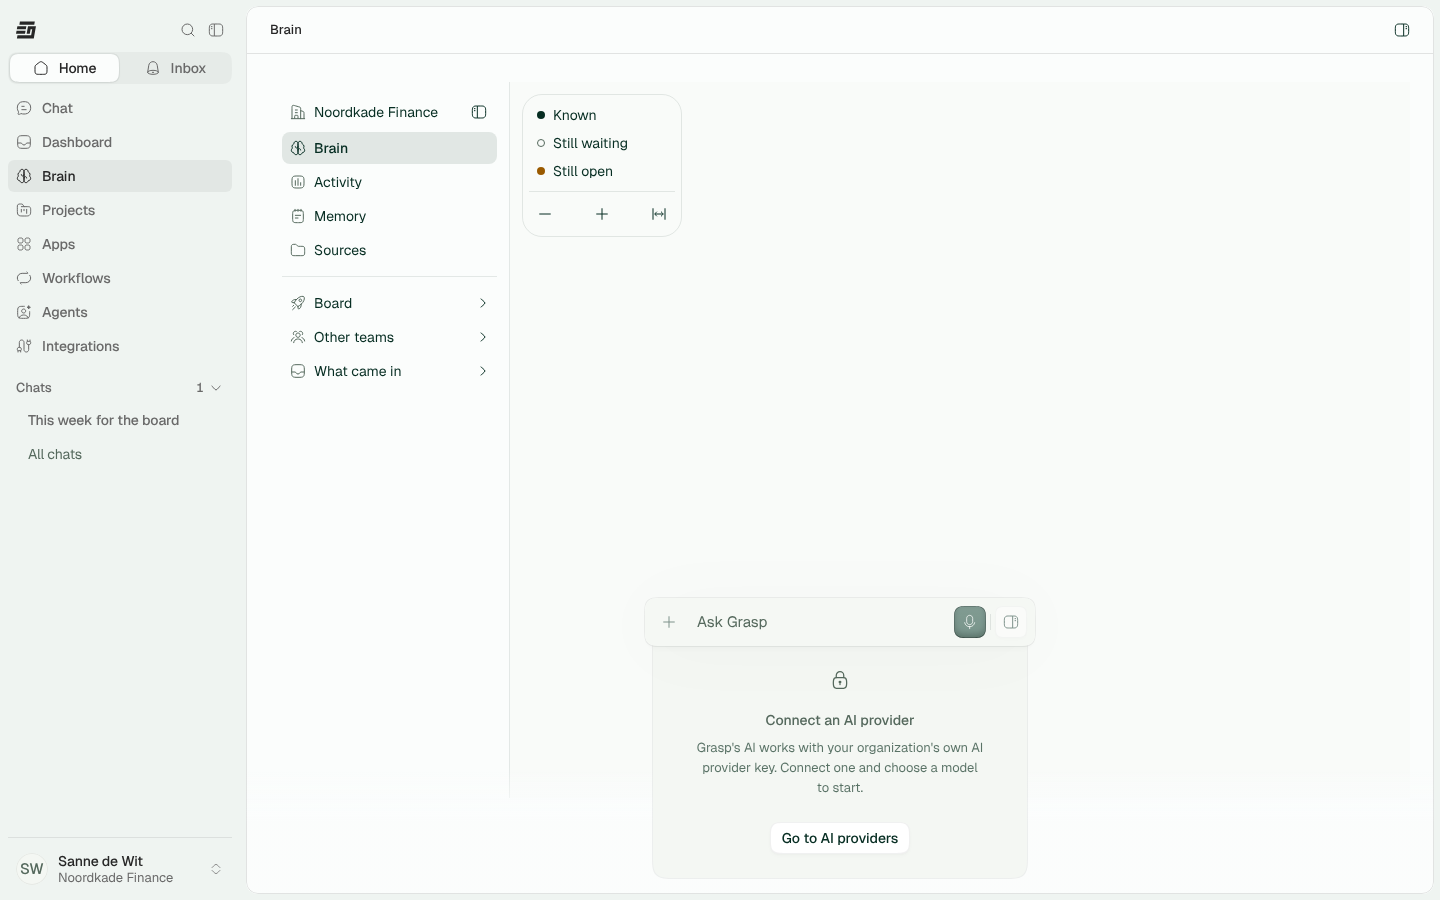 Home
Inbox
Chat
Dashboard
Brain
Projects
Apps
Workflows
Agents
Integrations
Chats
1
This week for the board
All chats
SW
Sanne de Wit
Noordkade Finance
Brain
Noordkade Finance
Brain
Activity
Memory
Sources
Board
Other teams
What came in
Known
Still waiting
Still open
Ask Grasp
Connect an AI provider
Grasp's AI works with your organization's own AI
provider key. Connect one and choose a model
to start.
Go to AI providers